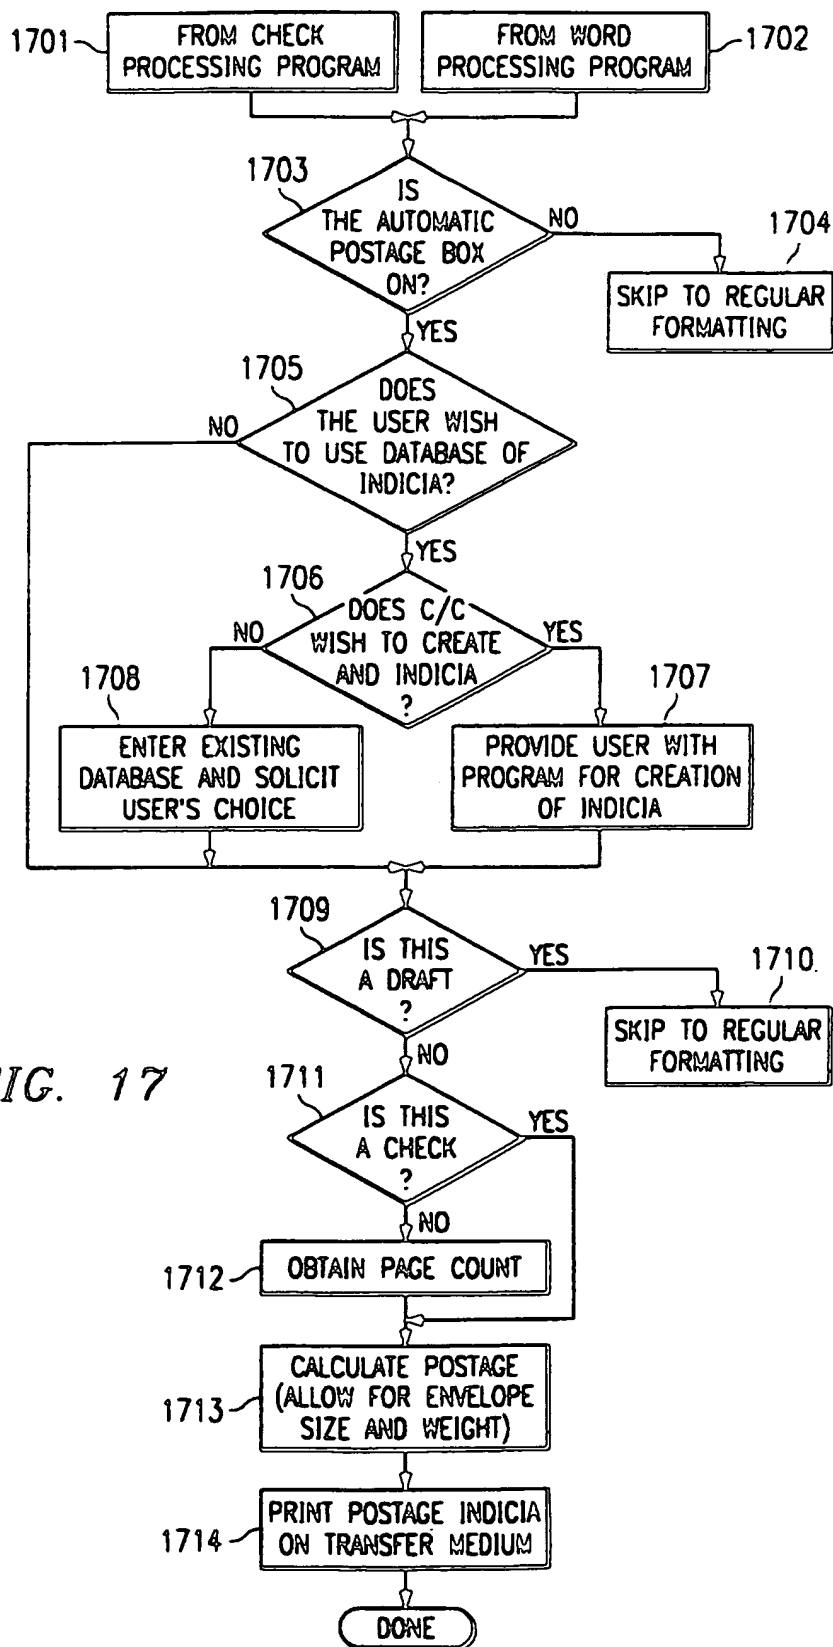 1701
FROM CHECK
PROCESSING PROGRAM
FROM WORD
PROCESSING PROGRAM
1702
1703
IS
THE AUTOMATIC
POSTAGE BOX
ON?
NO
1704
SKIP TO REGULAR
FORMATTING
YES
1705
DOES
THE USER WISH
TO USE DATABASE OF
INDICIA?
NO
YES
1706
DOES C/C
WISH TO CREATE
AND INDICIA
?
NO
YES
1708
ENTER EXISTING
DATABASE AND SOLICIT
USER'S CHOICE
1707
PROVIDE USER WITH
PROGRAM FOR CREATION
OF INDICIA
1709
IS THIS
A DRAFT
?
YES
1710
SKIP TO REGULAR
FORMATTING
NO
IG. 17
1711
IS THIS
A CHECK
?
YES
NO
1712
OBTAIN PAGE COUNT
1713
CALCULATE POSTAGE
(ALLOW FOR ENVELOPE
SIZE AND WEIGHT)
1714
PRINT POSTAGE INDICIA
ON TRANSFER MEDIUM
DONE